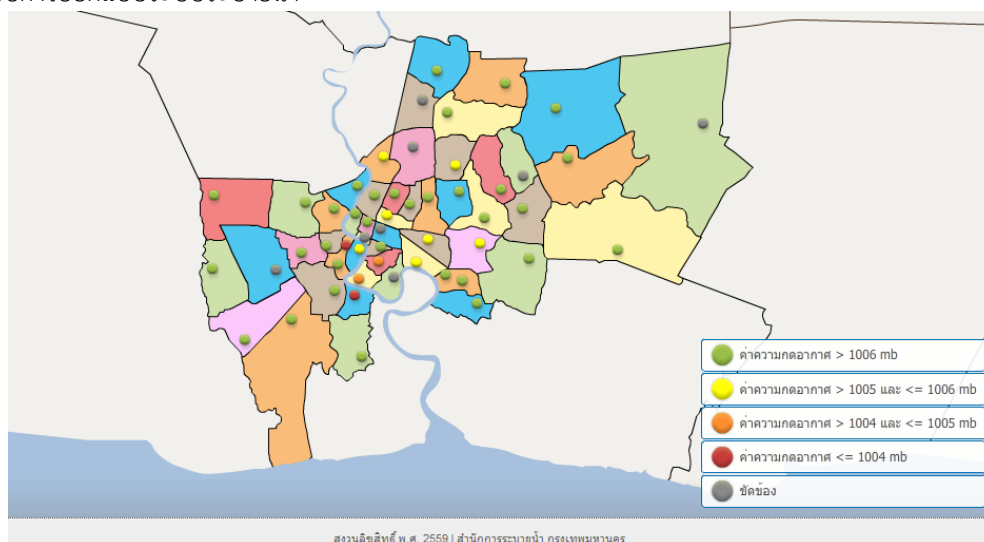 ค่าความกดอากาศ > 1006 mb
ค่าความกดอากาศ > 1005 และ <= 1006 mb
ค่าความกดอากาศ > 1004 และ <= 1005 mb
ค่าความกดอากาศ <= 1004 mb
ขัดข้อง
สงวนลิขสิทธิ์ พ.ศ. 2559 | สำนักการระบายน้ำ กรุงเทพมหานคร